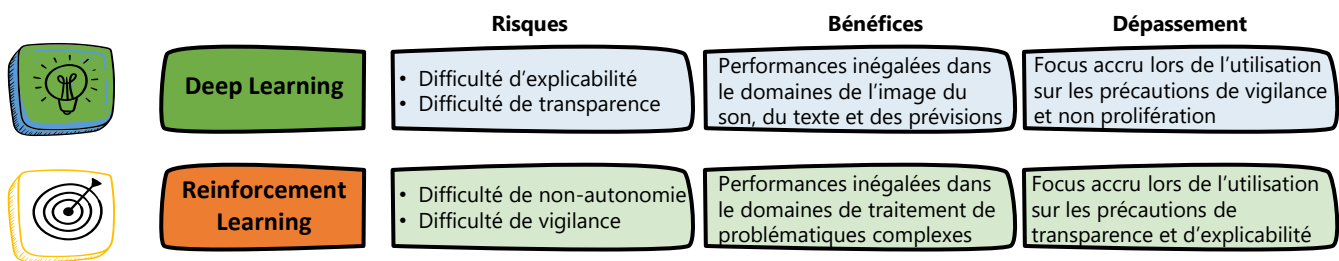 Risques Bénéfices Dépassement
Deep Learning
• Difficulté d'explicabilité
• Difficulté de transparence
Performances inégalées dans
le domaines de l'image du
son, du texte et des prévisions
Focus accru lors de l'utilisation
sur les précautions de vigilance
et non prolifération
Reinforcement
Learning
• Difficulté de non-autonomie
• Difficulté de vigilance
Performances inégalées dans
le domaines de traitement de
problématiques complexes
Focus accru lors de l'utilisation
sur les précautions de
transparence et d'explicabilité